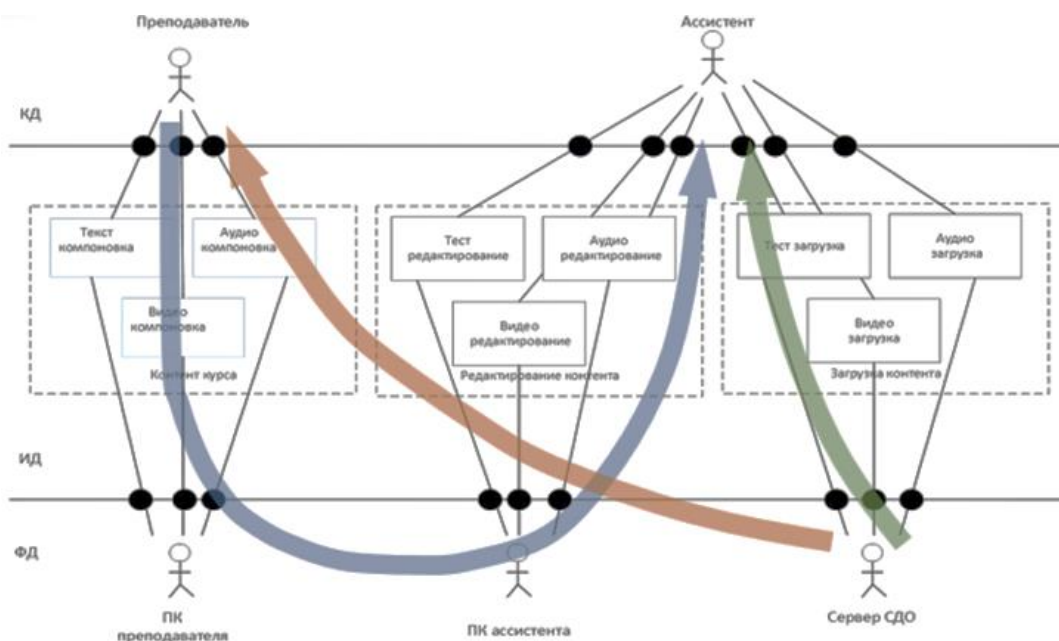 Преподаватель
Ассистент
КД
Текст
компоновка
Аудио
компоновка
Видео
компоновка
Контент курса
Тест
редактирование
Аудио
редактирование
Видео
редактирование
Редактирование контента
Тест загрузка
Аудио
загрузка
Видео
загрузка
Загрузка контента
ИД
ФД
ПК
преподавателя
ПК ассистента
Сервер СДО